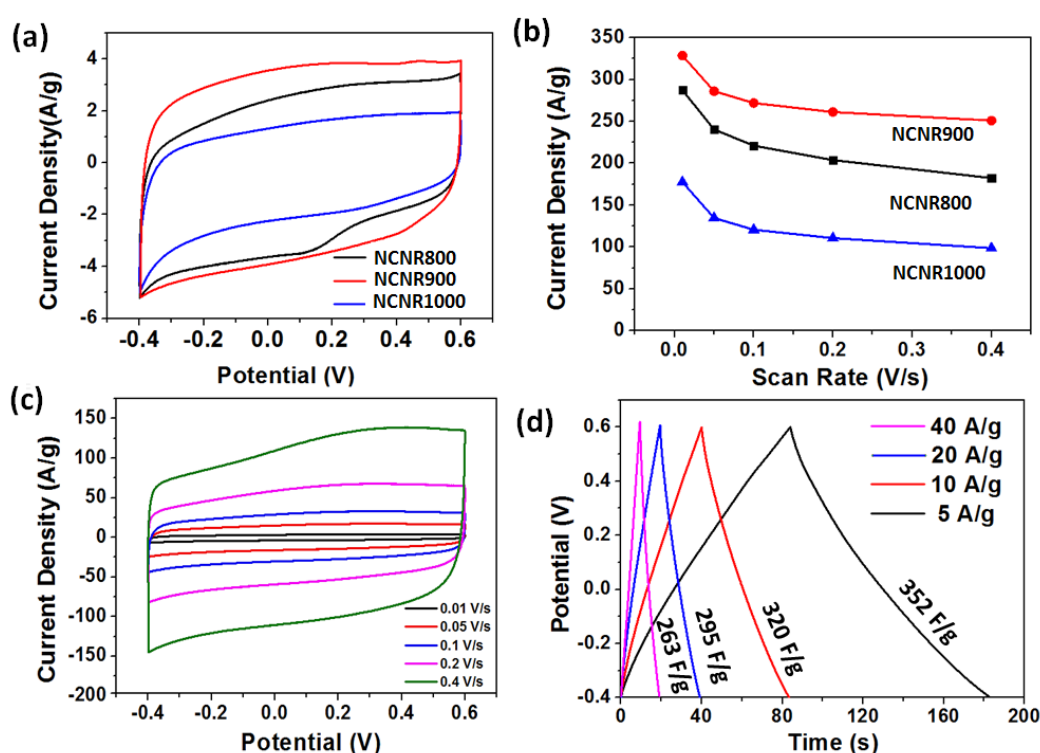 (a)
Current Density(A/g)
4
2
0
-2
-4
-6
-0.4 -0.2 0.0 0.2 0.4 0.6
Potential (V)
NCNR800
NCNR900
NCNR1000
(b)
Current Density (A/g)
350
300
250
200
150
100
50
0
0.0 0.1 0.2 0.3 0.4
Scan Rate (V/s)
NCNR900
NCNR800
NCNR1000
(c)
Current Density (A/g)
150
100
50
0
-50
-100
-150
-200
-0.4 -0.2 0.0 0.2 0.4 0.6
Potential (V)
0.01 V/s
0.05 V/s
0.1 V/s
0.2 V/s
0.4 V/s
(d)
Potential (V)
0.6
0.2
0.0
-0.2
-0.4
0 40 80 120 160 200
Time (s)
40 A/g
20 A/g
10 A/g
5 A/g
263 F/g
295 F/g
320 F/g
352 F/g